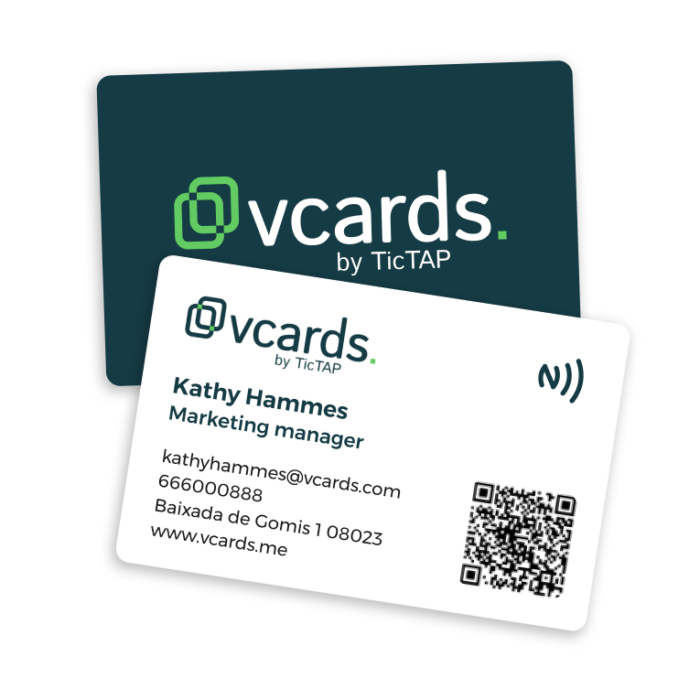 vcards.
by TicTAP
vcards.
by TicTAP
Kathy Hammes
Marketing manager
kathyhammes@vcards.com
666000888
Baixada de Gomis 1 08023
www.vcards.me